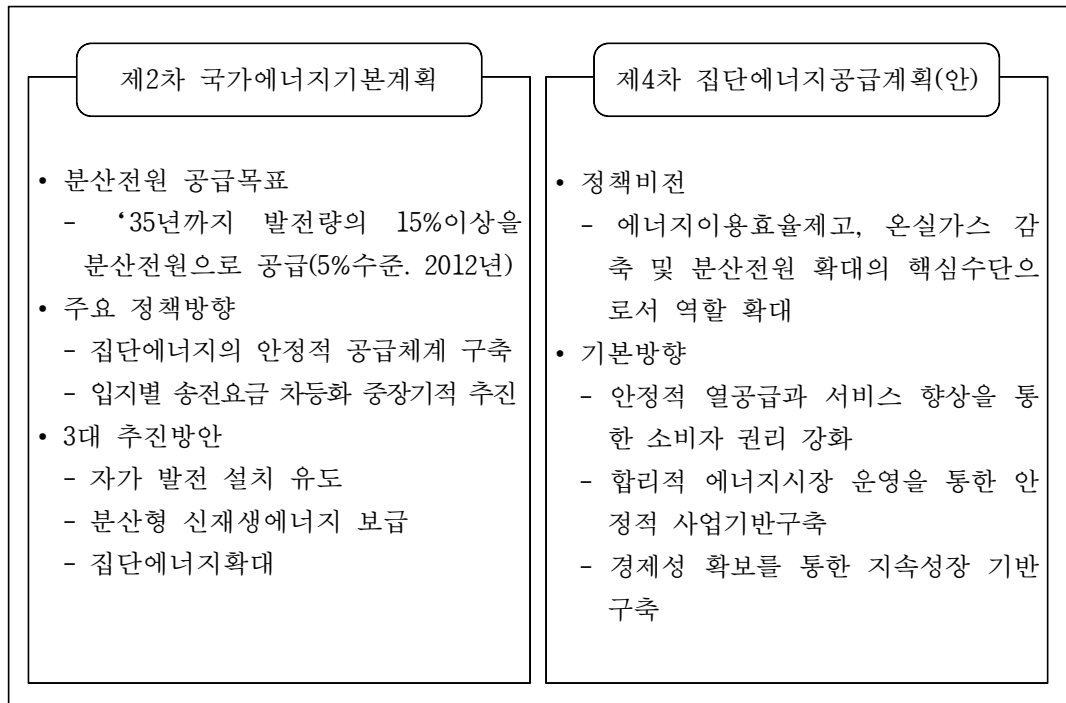 제2차 국가에너지기본계획
• 분산전원 공급목표
- ‘35년까지 발전량의 15%이상을
분산전원으로 공급(5%수준. 2012년)
• 주요 정책방향
- 집단에너지의 안정적 공급체계 구축
- 입지별 송전요금 차등화 중장기적 추진
• 3대 추진방안
- 자가 발전 설치 유도
- 분산형 신재생에너지 보급
- 집단에너지확대
제4차 집단에너지공급계획(안)
• 정책비전
- 에너지이용효율제고, 온실가스 감
축 및 분산전원 확대의 핵심수단으
로서 역할 확대
• 기본방향
- 안정적 열공급과 서비스 향상을 통
한 소비자 권리 강화
- 합리적 에너지시장 운영을 통한 안
정적 사업기반구축
- 경제성 확보를 통한 지속성장 기반
구축